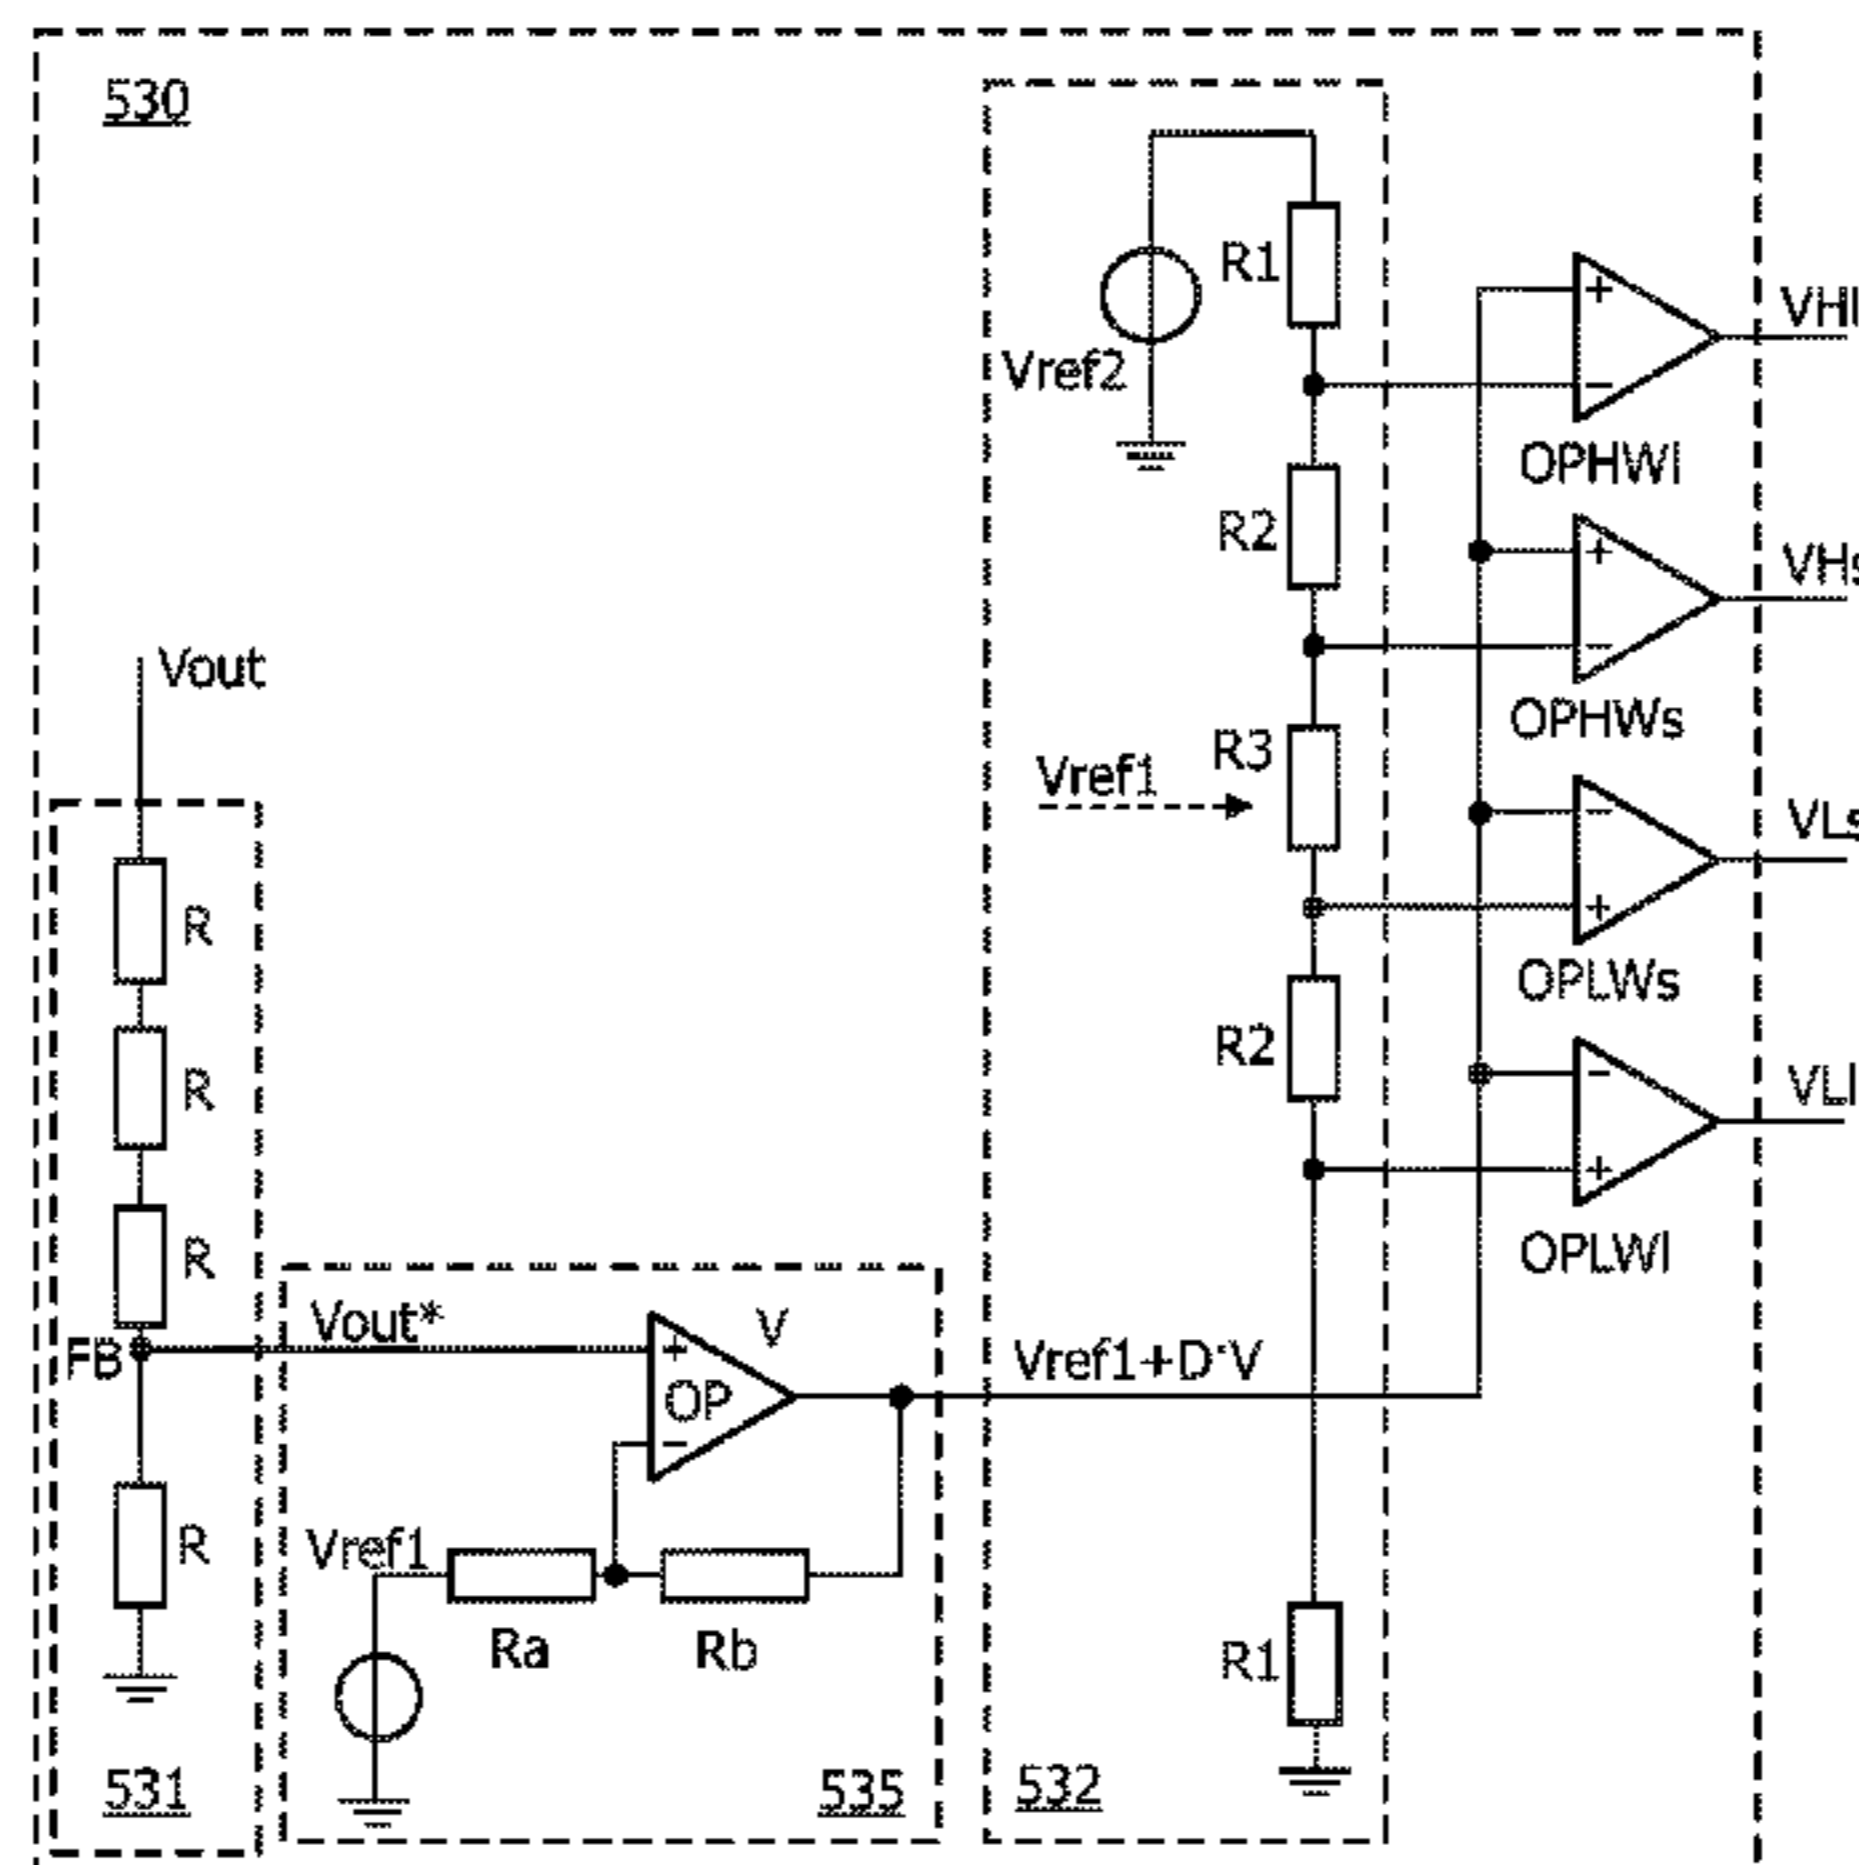 530
R1
VHl
Vref2
OPHWl
R2
VHs
Vout
OPHWs
R3
Vref1
VLs
R
OPLWs
R2
R
VLl
R
OPLWl
Vout*
+
V
FB
OP
−
Vref1+D·V
Vref1
R
Ra
Rb
R1
531
535
532
+
−
+
−
−
+
−
+